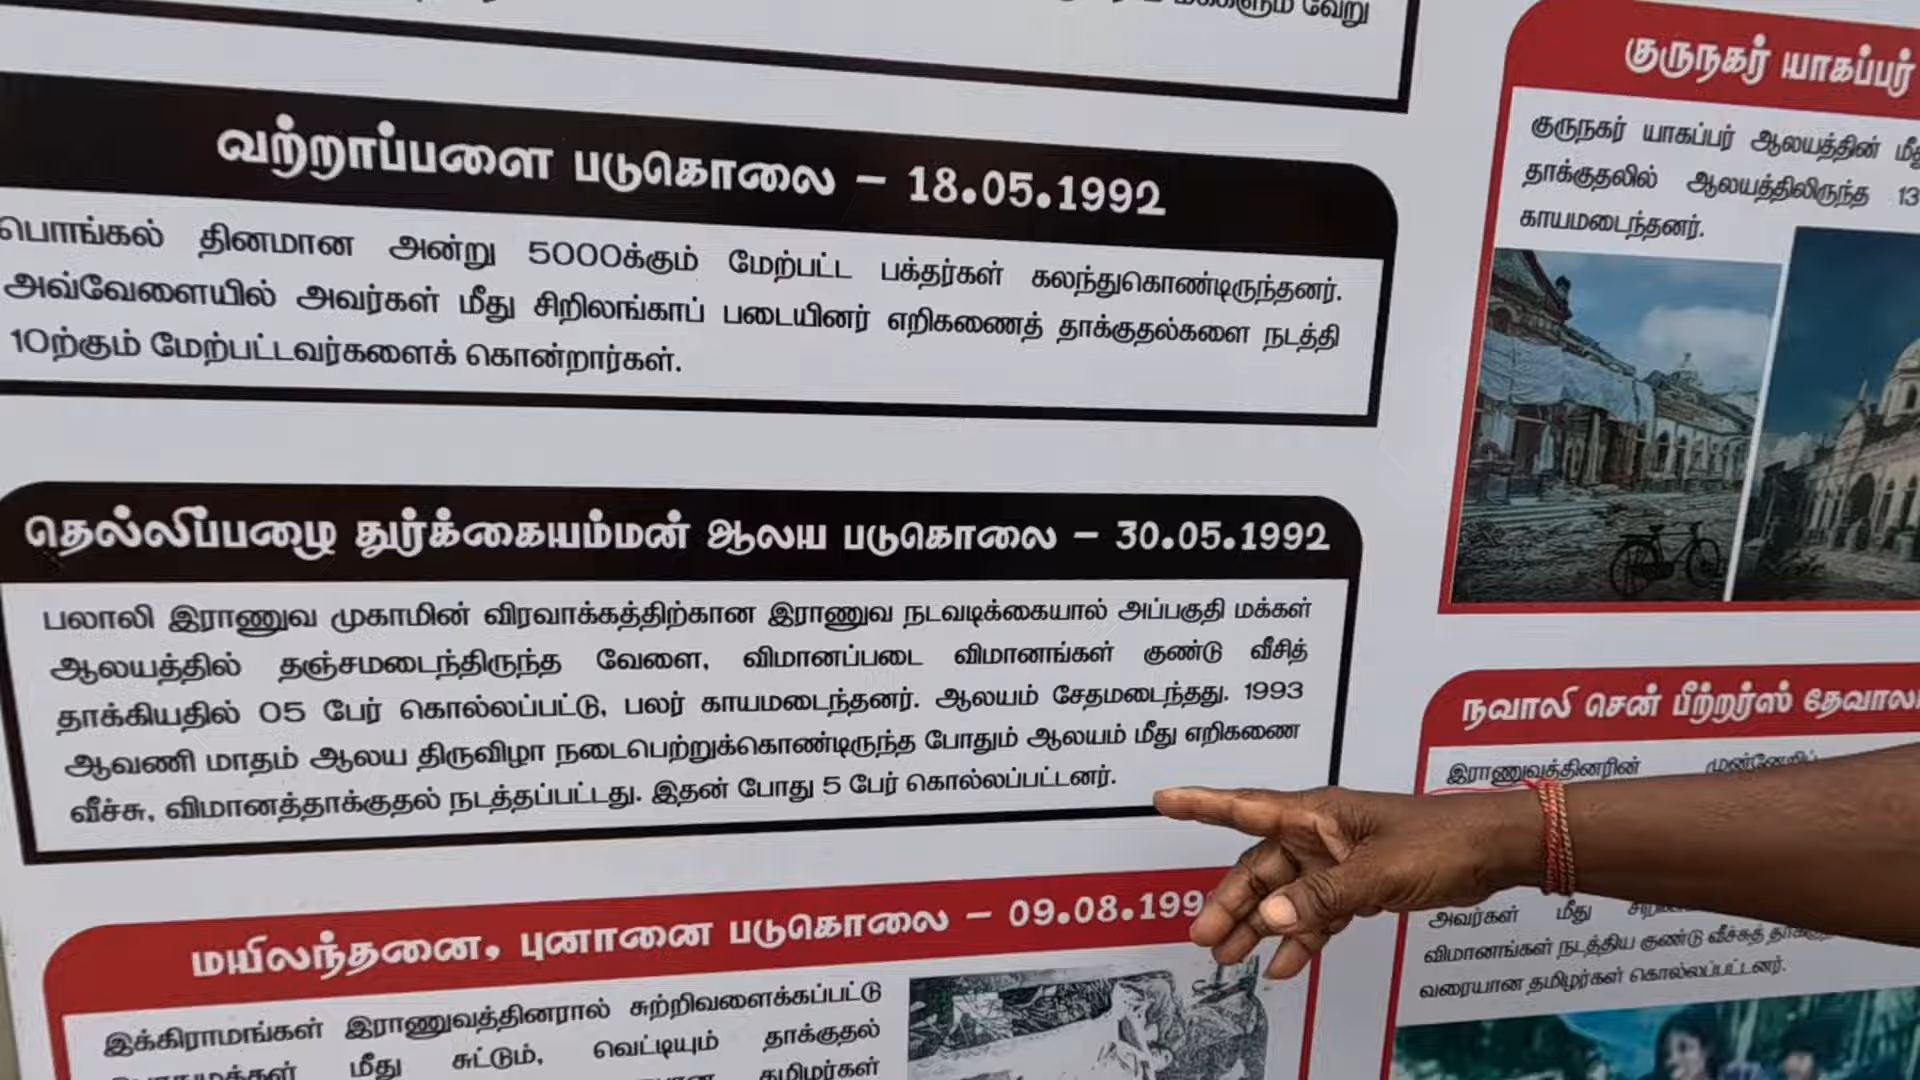 வேறு
வற்றாப்பளை படுகொலை – 18.05.1992
பொங்கல் தினமான அன்று 5000க்கும் மேற்பட்ட பக்தர்கள் கலந்துகொண்டிருந்தனர்.
அவ்வேளையில் அவர்கள் மீது சிறிலங்காப் படையினர் எறிகணைத் தாக்குதல்களை நடத்தி
10ற்கும் மேற்பட்டவர்களைக் கொன்றார்கள்.
தெல்லிப்பழை துர்க்கையம்மன் ஆலய படுகொலை – 30.05.1992
பலாலி இராணுவ முகாமின் விரவாக்கத்திற்கான இராணுவ நடவடிக்கையால் அப்பகுதி மக்கள்
ஆலயத்தில் தஞ்சமடைந்திருந்த வேளை, விமானப்படை விமானங்கள் குண்டு வீசித்
தாக்கியதில் 05 பேர் கொல்லப்பட்டு, பலர் காயமடைந்தனர். ஆலயம் சேதமடைந்தது. 1993
ஆவணி மாதம் ஆலய திருவிழா நடைபெற்றுக்கொண்டிருந்த போதும் ஆலயம் மீது எறிகணை
வீச்சு, விமானத்தாக்குதல் நடத்தப்பட்டது. இதன் போது 5 பேர் கொல்லப்பட்டனர்.
மயிலந்தனை, புனானை படுகொலை – 09.08.199
இக்கிராமங்கள் இராணுவத்தினரால் சுற்றிவளைக்கப்பட்டு
மீது சுட்டும், வெட்டியும் தாக்குதல்
தமிழர்கள்
குருநகர் யாகப்பர்
குருநகர் யாகப்பர் ஆலயத்தின்
தாக்குதலில் ஆலயத்திலிருந்த 13
காயமடைந்தனர்.
நவாலி சென் பீற்றர்ஸ்
இராணுவத்தினரின்
அவர்கள் மீது
விமானங்கள் நடத்திய குண்டு வீச்சுத்
வரையான தமிழர்கள் கொல்லப்பட்டனர்.